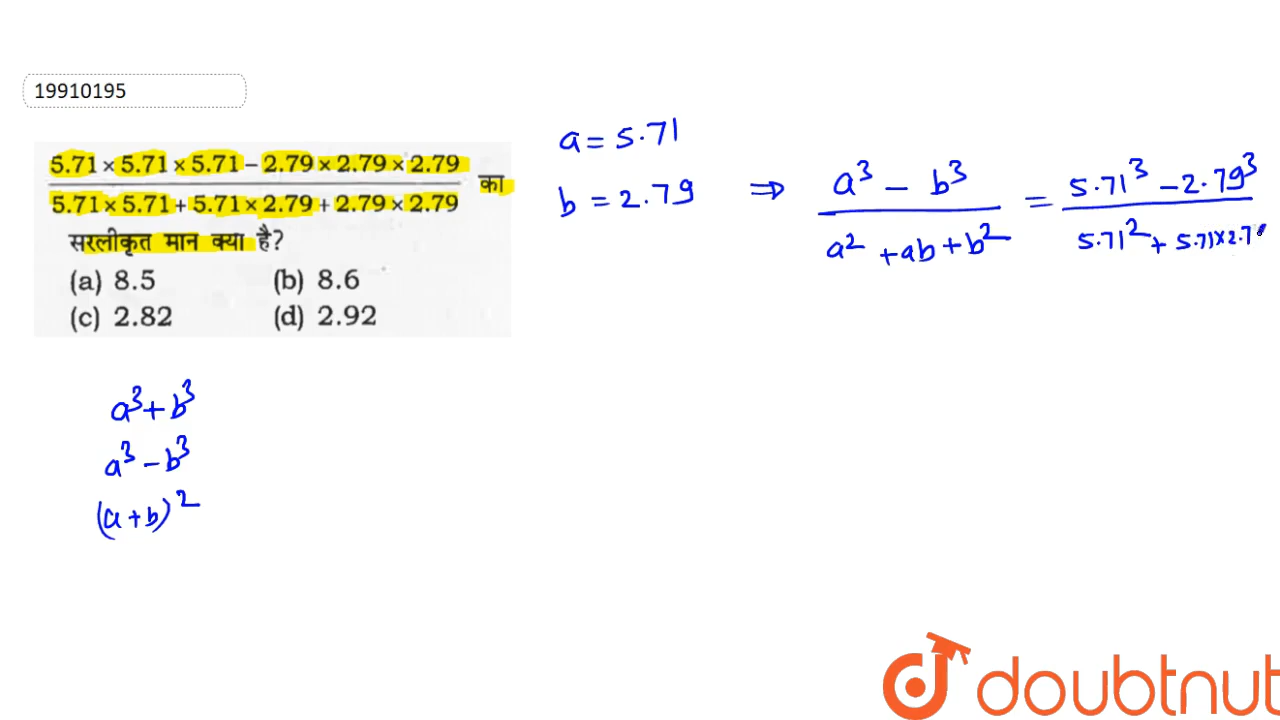 19910195
5.71 × 5.71 × 5.71 – 2.79 × 2.79 × 2.79
5.71 × 5.71 + 5.71 × 2.79 + 2.79 × 2.79
का
सरलीकृत मान क्या है?
(a) 8.5 (b) 8.6
(c) 2.82 (d) 2.92
a = 5.71
b = 2.79
⇒ a³ – b³ / a² + ab + b² = 5.71³ – 2.79³ / 5.71² + 5.71×2.7
a³ + b³
a³ – b³
(a + b)²
doubtnut